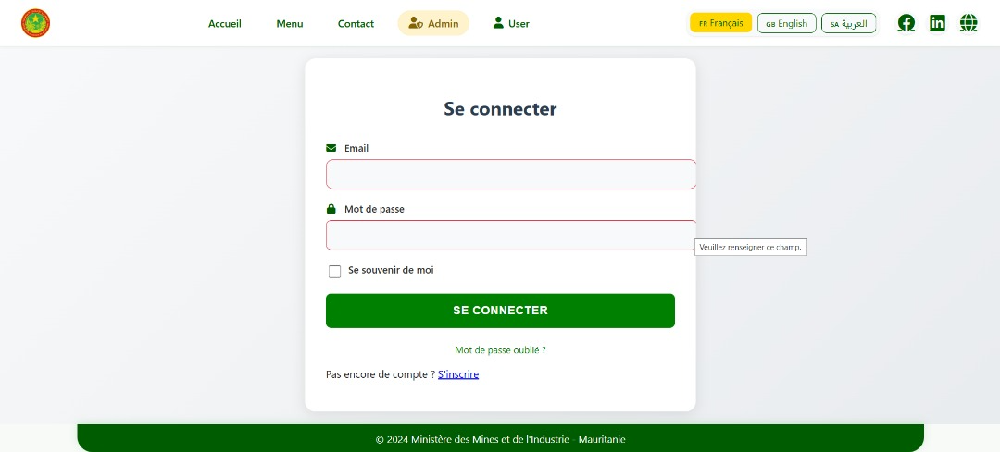 Accueil Menu Contact Admin User FR Français GB English SA العربية
Se connecter
Email
Mot de passe
Veuillez renseigner ce champ.
Se souvenir de moi
SE CONNECTER
Mot de passe oublié ?
Pas encore de compte ? S'inscrire
© 2024 Ministère des Mines et de l'Industrie - Mauritanie